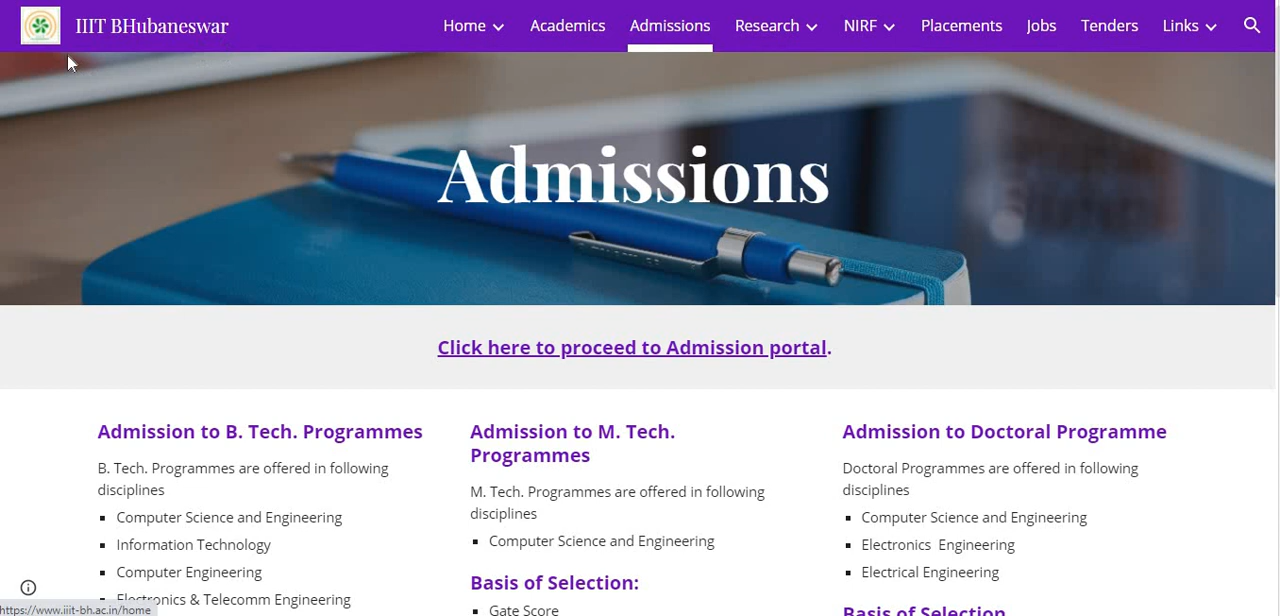 IIIT BHubaneswar
Home Academics Admissions Research NIRF Placements Jobs Tenders Links
Admissions
Click here to proceed to Admission portal.
Admission to B. Tech. Programmes
B. Tech. Programmes are offered in following
disciplines
Computer Science and Engineering
Information Technology
Computer Engineering
Electronics & Telecomm Engineering
Admission to M. Tech.
Programmes
M. Tech. Programmes are offered in following
disciplines
Computer Science and Engineering
Basis of Selection:
Gate Score
Admission to Doctoral Programme
Doctoral Programmes are offered in following
disciplines
Computer Science and Engineering
Electronics Engineering
Electrical Engineering
Basis of Selection
https://www.iiit-bh.ac.in/home